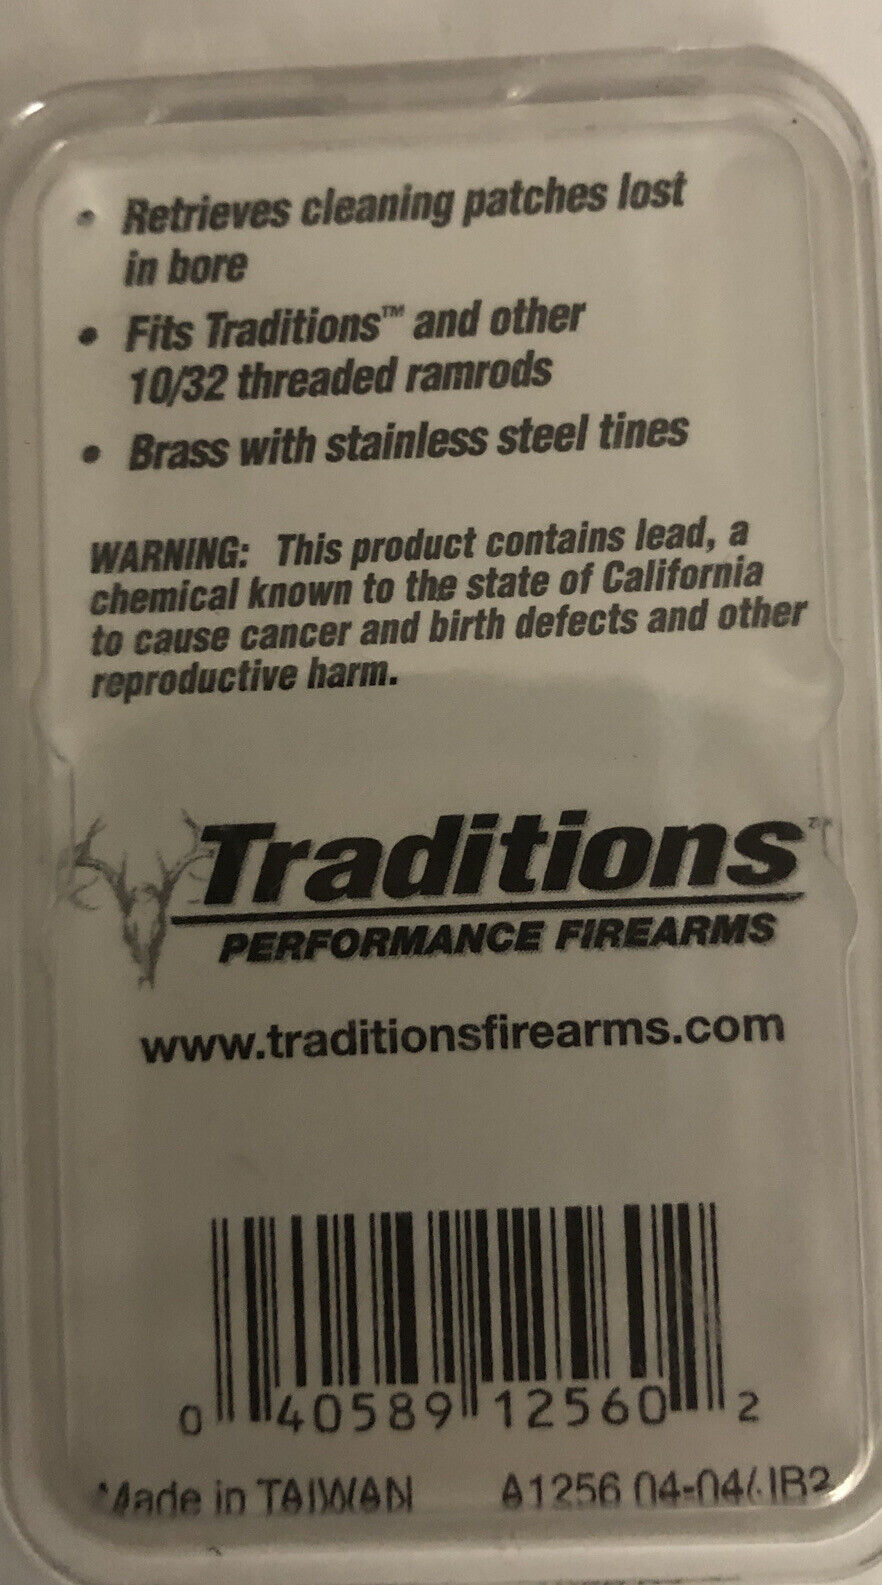 • Retrieves cleaning patches lost
in bore
• Fits Traditions™ and other
10/32 threaded ramrods
• Brass with stainless steel tines
WARNING: This product contains lead, a
chemical known to the state of California
to cause cancer and birth defects and other
reproductive harm.
Traditions
PERFORMANCE FIREARMS
www.traditionsfirearms.com
0 40589 12560 2
Made in TAIWAN A1256